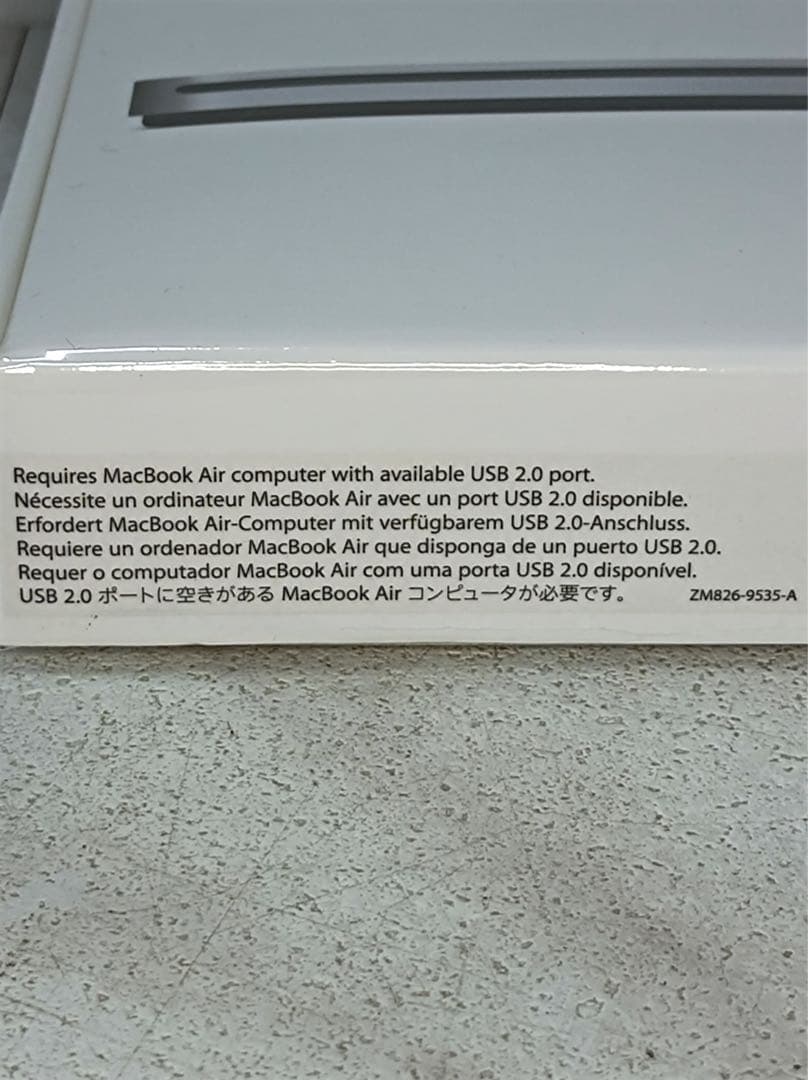 Requires MacBook Air computer with available USB 2.0 port.
Nécessite un ordinateur MacBook Air avec un port USB 2.0 disponible.
Erfordert MacBook Air-Computer mit verfügbarem USB 2.0-Anschluss.
Requiere un ordenador MacBook Air que disponga de un puerto USB 2.0.
Requer o computador MacBook Air com uma porta USB 2.0 disponível.
USB 2.0 ポートに空きがある MacBook Air コンピュータが必要です。 ZM826-9535-A